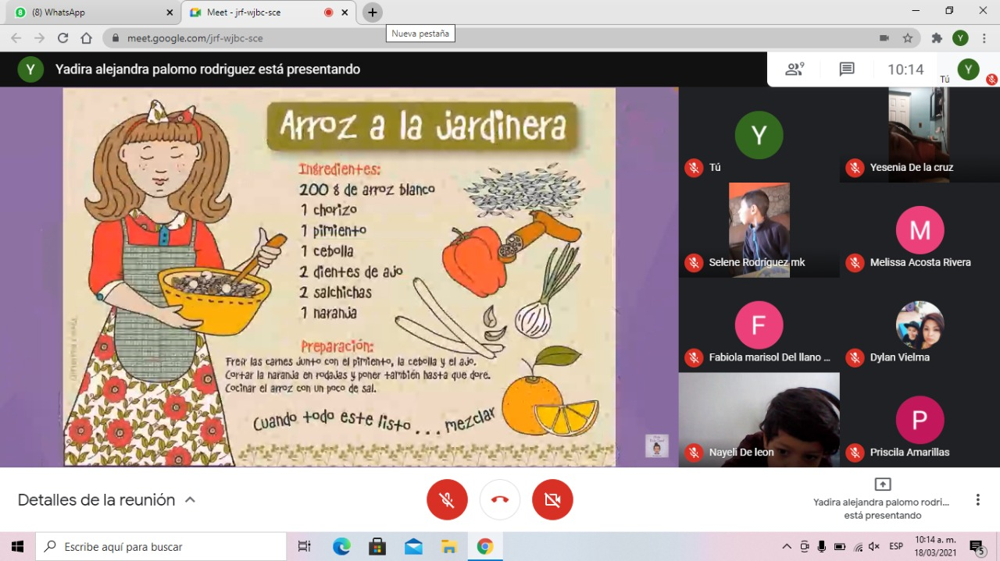 (8) WhatsApp
Meet - jrf-wjbc-sce
Nueva pestaña
meet.google.com/jrf-wjbc-sce
Y
Y
Yadira alejandra palomo rodriguez está presentando
9
10:14
Tú
Y
Arroz a la jardinera
Ingredientes:
200 g de arroz blanco
1 chorizo
1 pimiento
1 cebolla
2 dientes de ajo
2 salchichas
1 naranja
Preparación:
Freír las carnes junto con el pimiento, la cebolla y el ajo.
Cortar la naranja en rodajas y poner también hasta que dore.
Cocinar el arroz con un poco de sal.
Cuando todo este listo . . . mezclar
Y
Tú
Yesenia De la cruz
Selene Rodríguez mk
M
Melissa Acosta Rivera
F
Fabiola marisol Del llano ...
Dylan Vielma
Nayeli De leon
P
Priscila Amarillas
Detalles de la reunión
Yadira alejandra palomo rodri...
está presentando
Escribe aquí para buscar
ESP
10:14 a. m.
18/03/2021
5